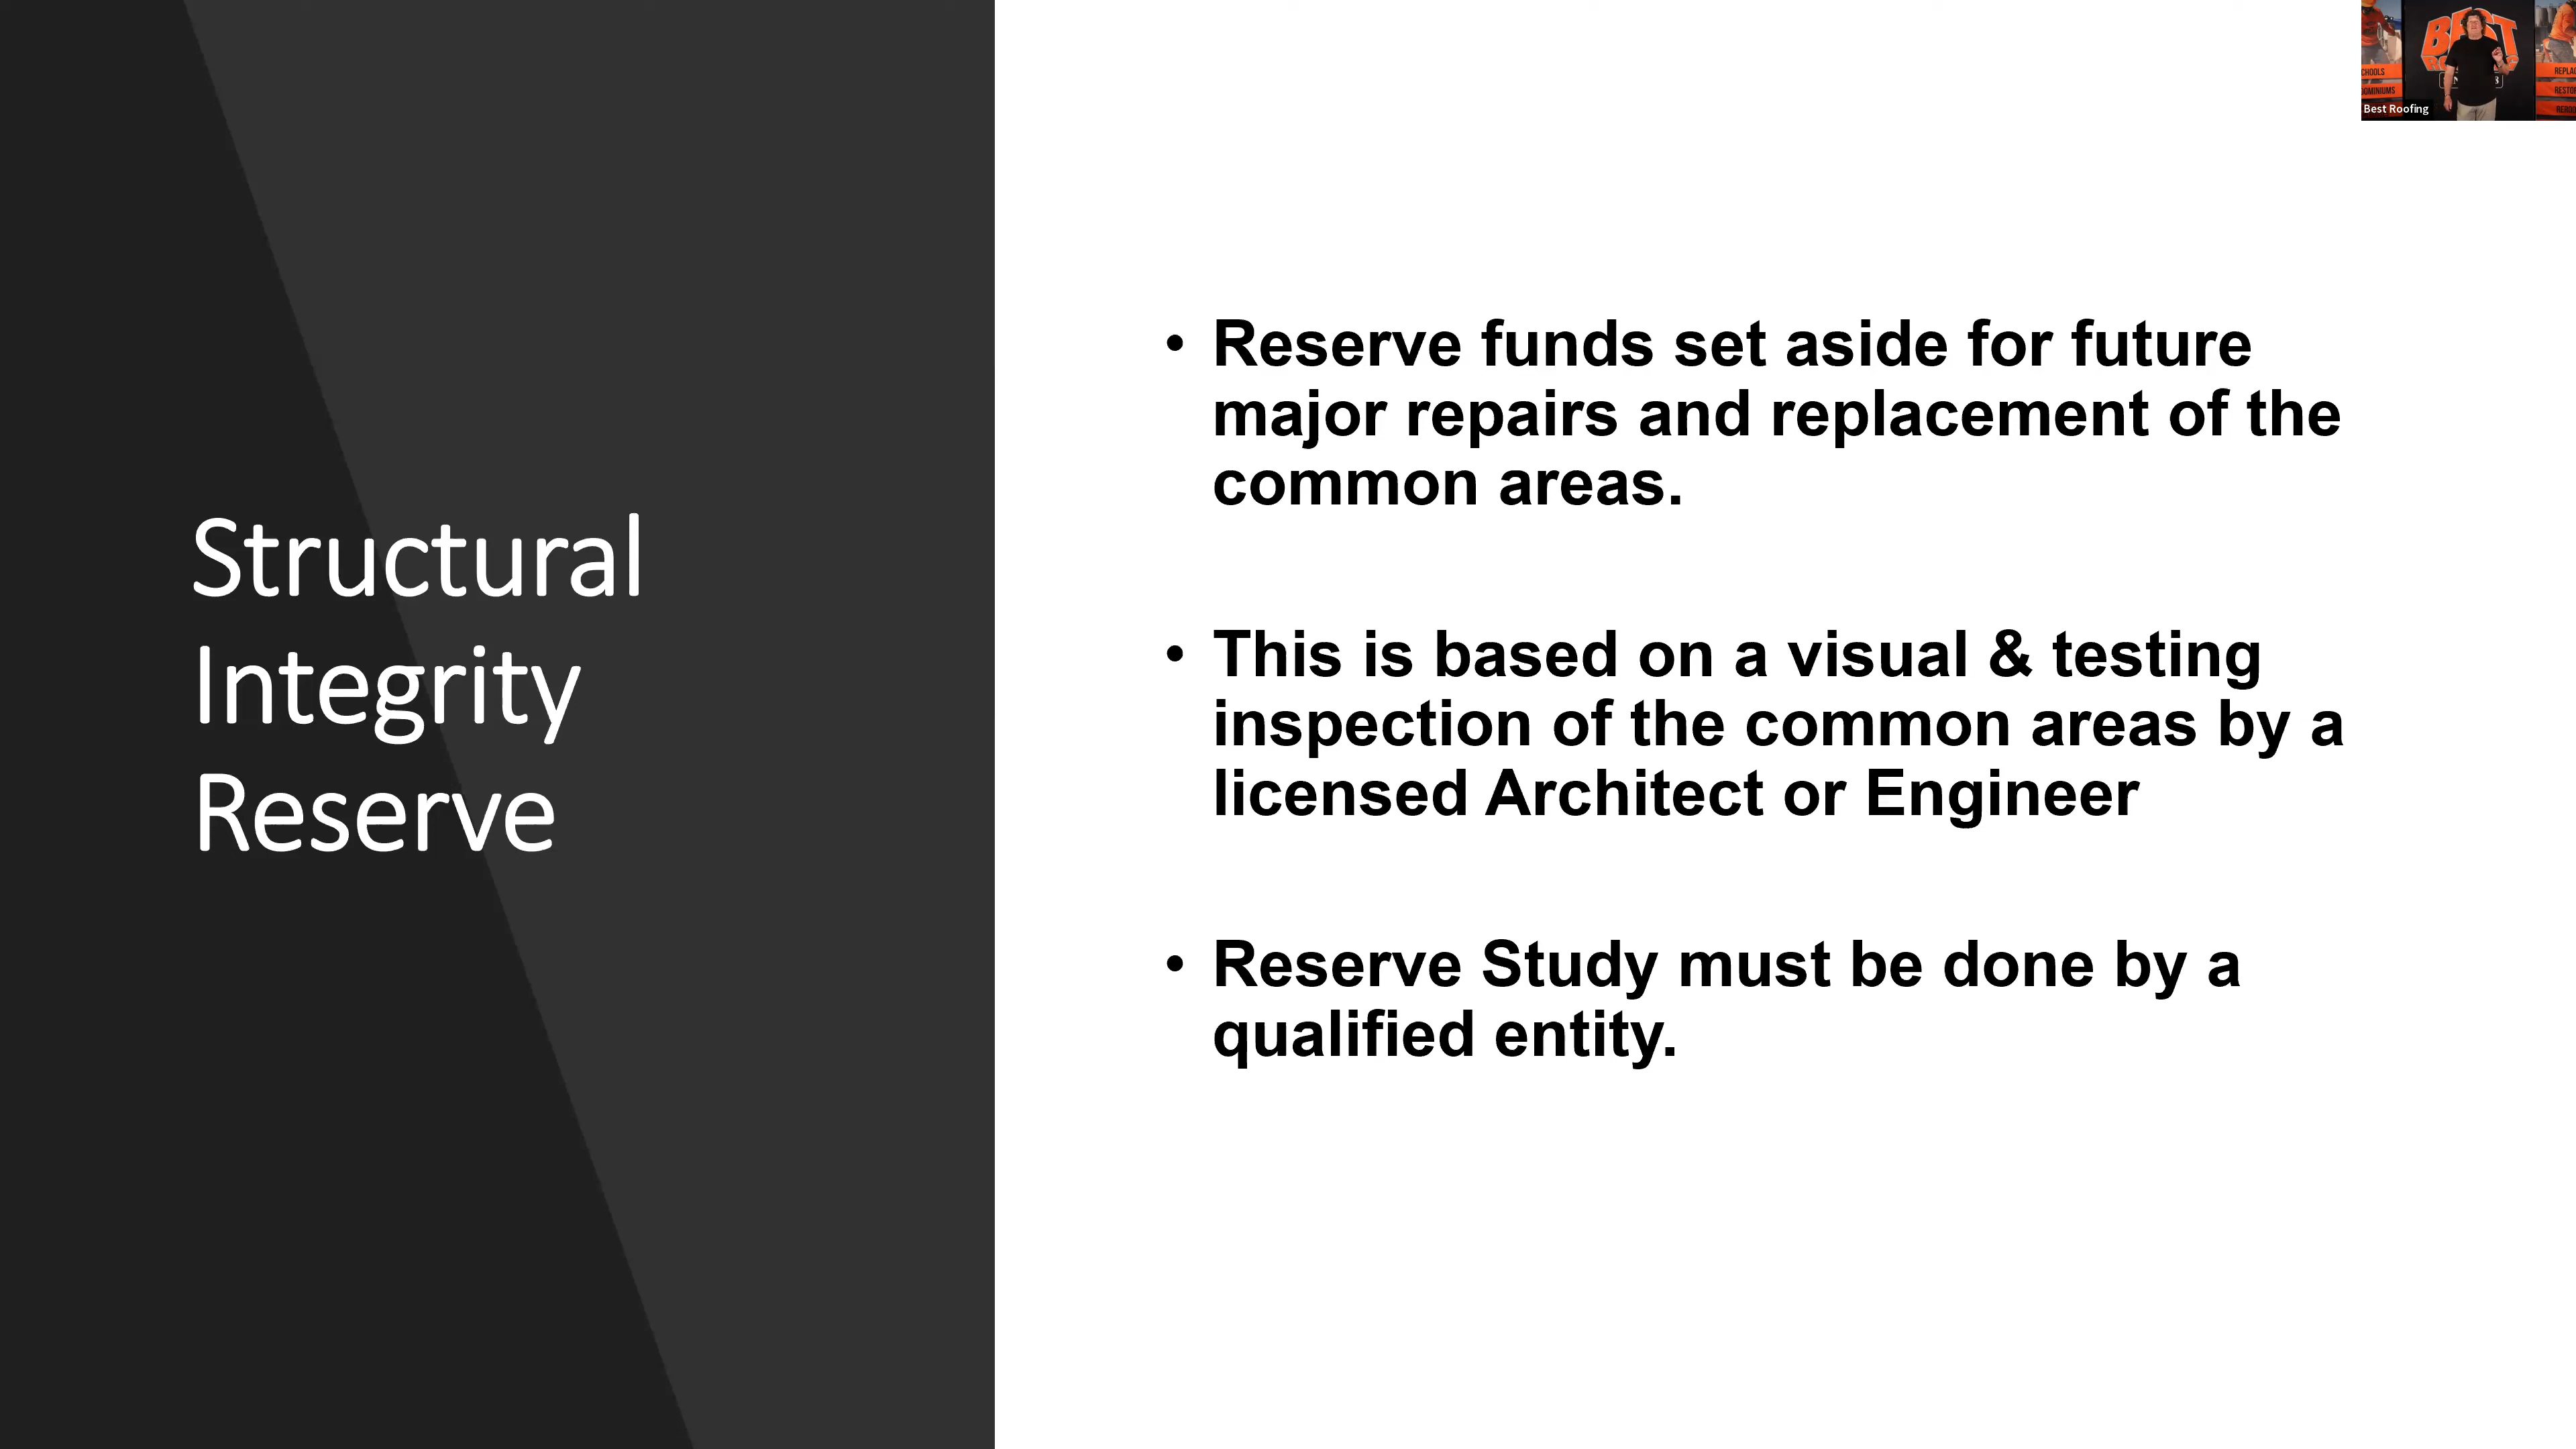 Structural
Integrity
Reserve
• Reserve funds set aside for future
major repairs and replacement of the
common areas.
• This is based on a visual & testing
inspection of the common areas by a
licensed Architect or Engineer
• Reserve Study must be done by a
qualified entity.
BEST
Best Roofing